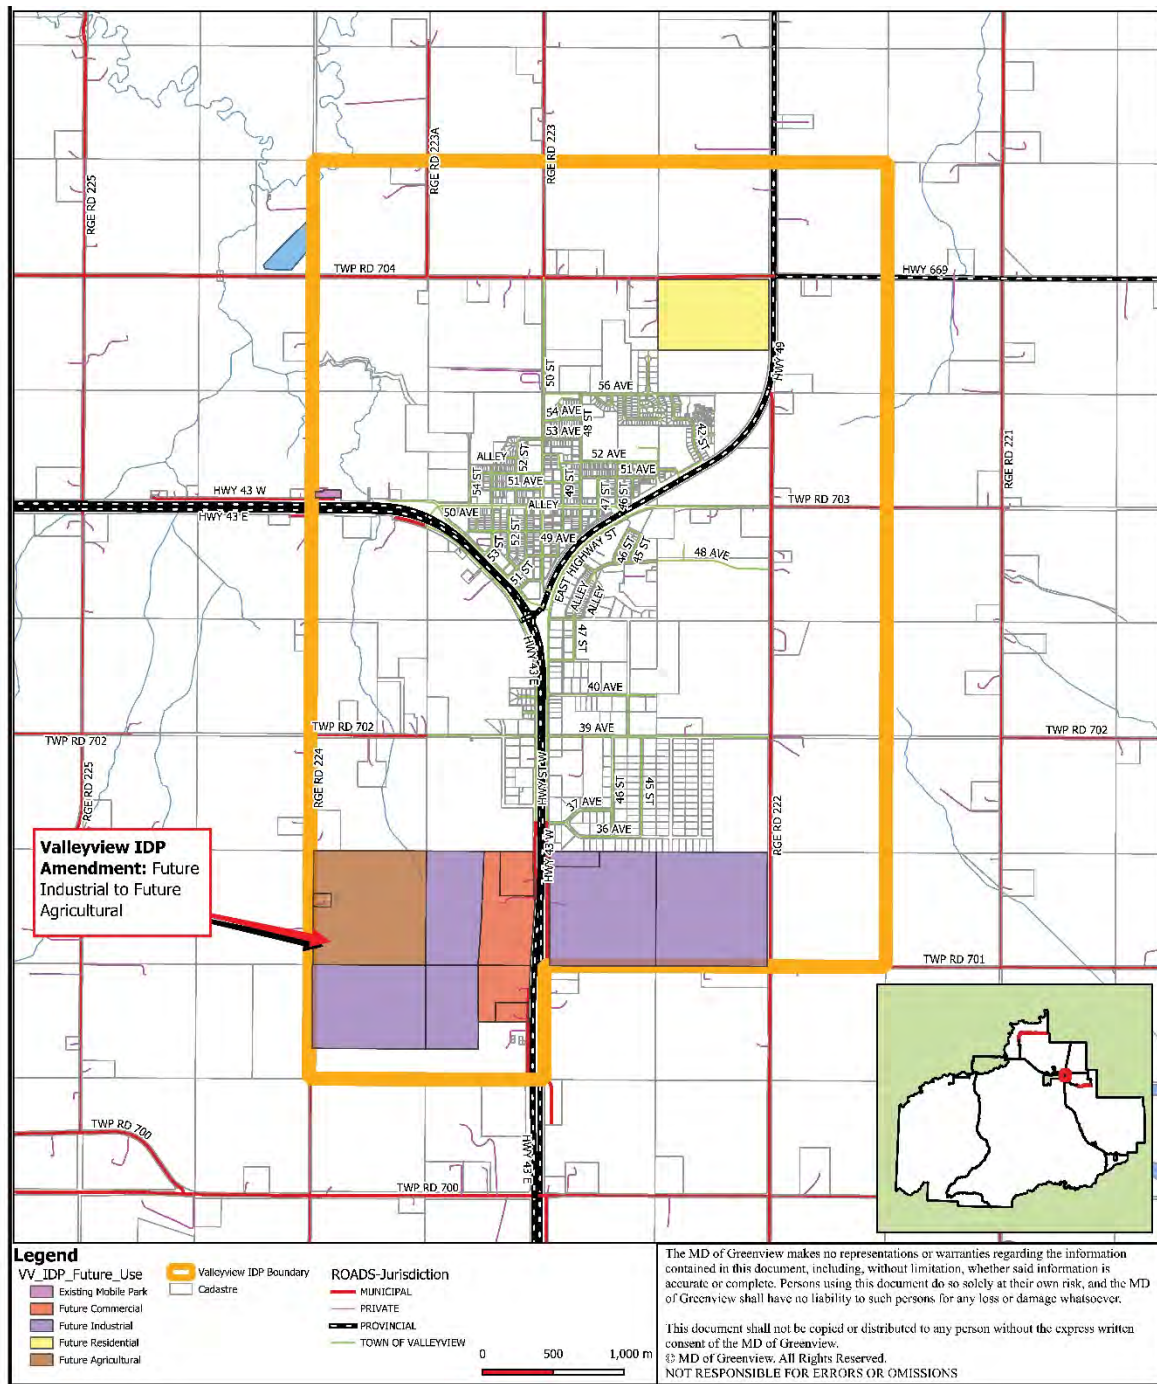 RGE RD 225
RGE RD 223A
RGE RD 223
TWP RD 704
HWY 669
HWY 49
50 ST
56 AVE
54 AVE
48 ST
53 AVE
42 ST
52 ST
ALLEY
52 AVE
51 AVE
54 ST
51 AVE
49 ST
47 ST
46 ST
RGE RD 221
HWY 43 W
HWY 43 E
50 AVE
ALLEY
TWP RD 703
53 ST
52 ST
49 AVE
51 ST
EAST HIGHWAY ST
46 ST
45 ST
48 AVE
ALLEY
ALLEY
47 ST
HWY 43 E
40 AVE
TWP RD 702
TWP RD 702
39 AVE
TWP RD 702
RGE RD 224
RGE RD 225
HWY ST W
46 ST
45 ST
37 AVE
36 AVE
RGE RD 222
HWY 43 W
Valleyview IDP
Amendment: Future
Industrial to Future
Agricultural
TWP RD 701
TWP RD 700
HWY 43 E
TWP RD 700
Legend
VV_IDP_Future_Use
Existing Mobile Park
Future Commercial
Future Industrial
Future Residential
Future Agricultural
Valleyview IDP Boundary
Cadastre
ROADS-Jurisdiction
MUNICIPAL
PRIVATE
PROVINCIAL
TOWN OF VALLEYVIEW
0 500 1,000 m
The MD of Greenview makes no representations or warranties regarding the information
contained in this document, including, without limitation, whether said information is
accurate or complete. Persons using this document do so solely at their own risk, and the MD
of Greenview shall have no liability to such persons for any loss or damage whatsoever.
This document shall not be copied or distributed to any person without the express written
consent of the MD of Greenview.
© MD of Greenview. All Rights Reserved.
NOT RESPONSIBLE FOR ERRORS OR OMISSIONS